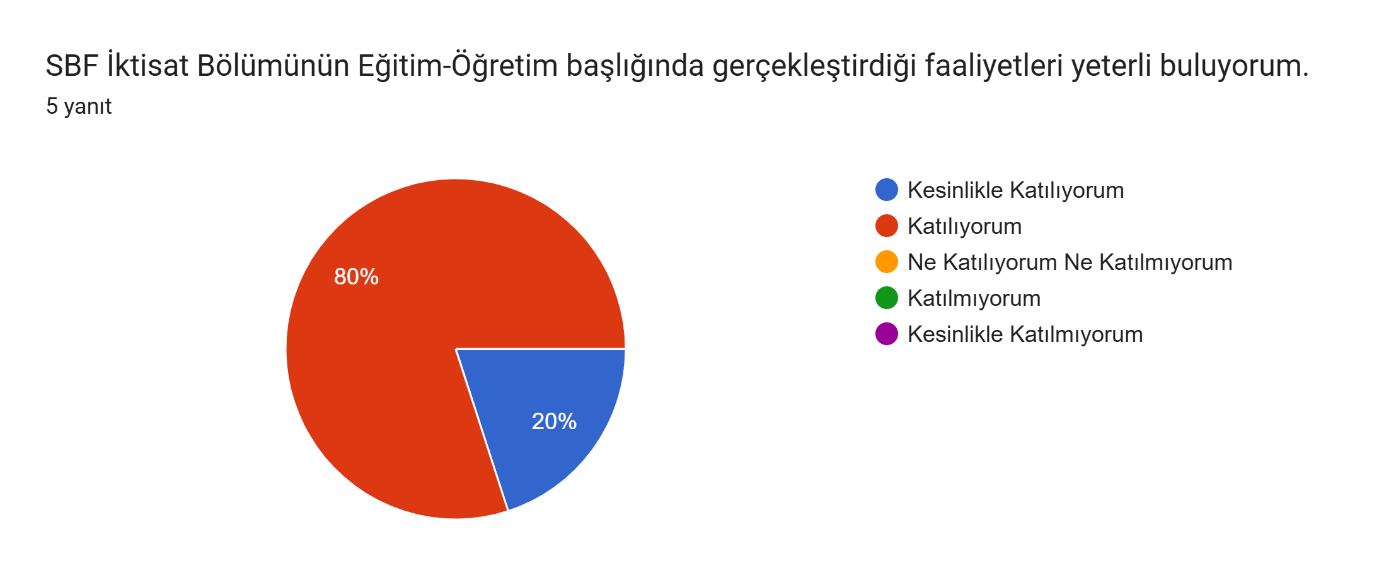 SBF İktisat Bölümünün Eğitim-Öğretim başlığında gerçekleştirdiği faaliyetleri yeterli buluyorum.
5 yanıt
80%
20%
Kesinlikle Katılıyorum
Katılıyorum
Ne Katılıyorum Ne Katılmıyorum
Katılmıyorum
Kesinlikle Katılmıyorum